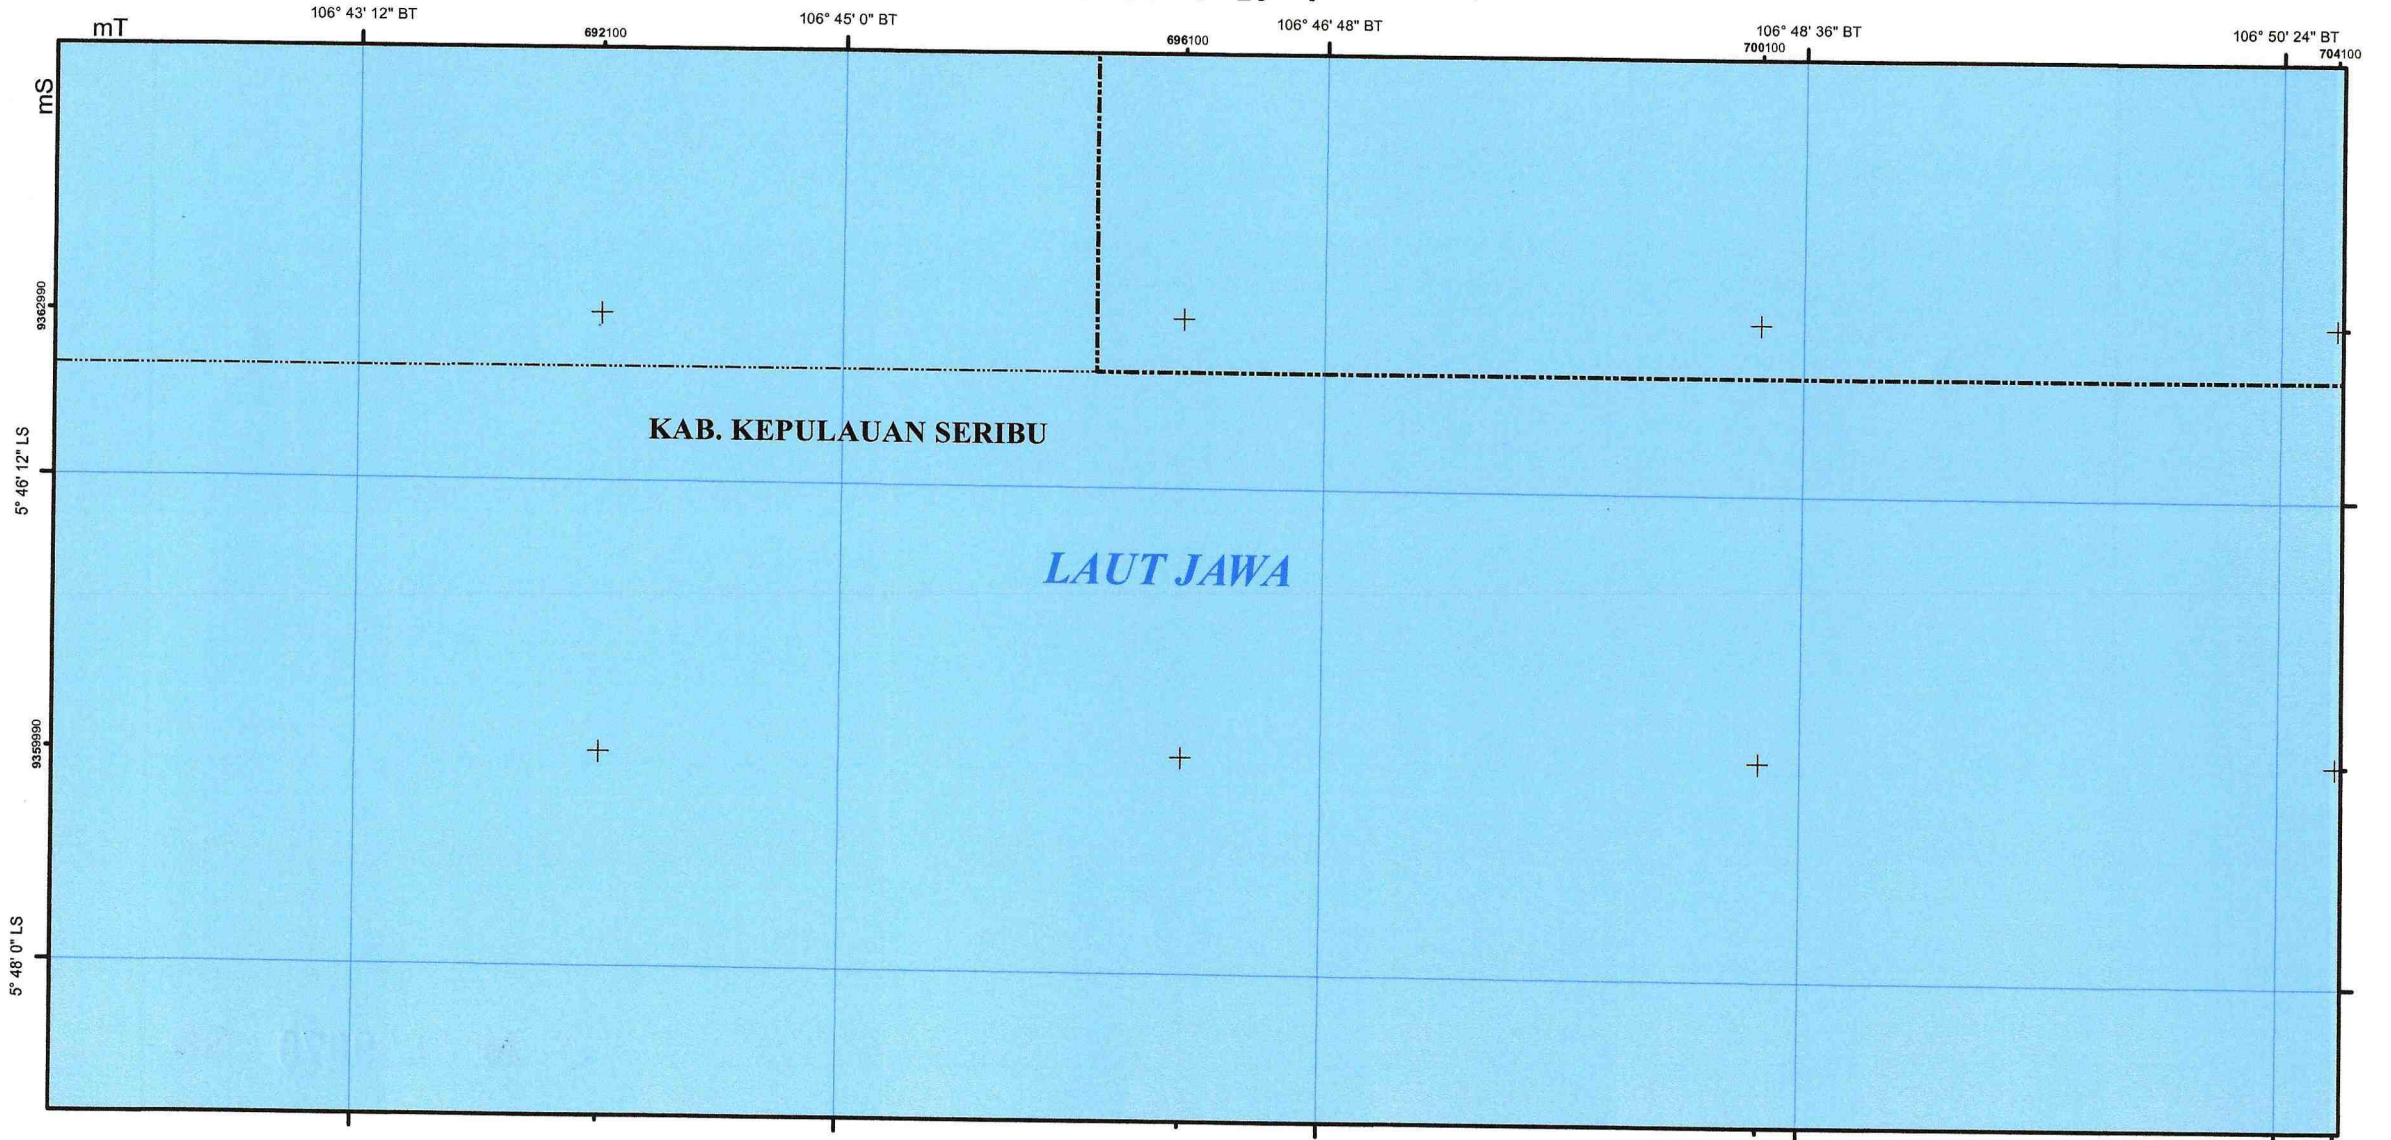 106° 43' 12" BT
106° 45' 0" BT
106° 46' 48" BT
106° 48' 36" BT
106° 50' 24" BT
mT
692100
696100
700100
704100
mS
9362990
KAB. KEPULAUAN SERIBU
5° 46' 12" LS
LAUT JAWA
9359990
5° 48' 0" LS